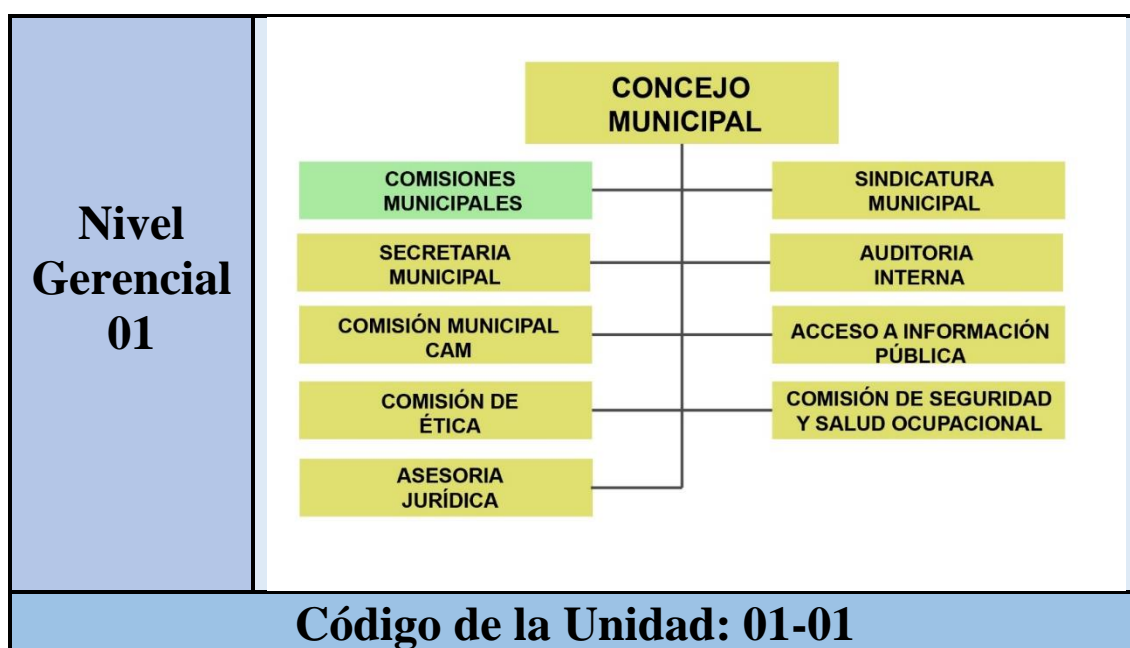 Nivel
Gerencial
01
CONCEJO
MUNICIPAL
COMISIONES
MUNICIPALES
SINDICATURA
MUNICIPAL
SECRETARIA
MUNICIPAL
AUDITORIA
INTERNA
COMISIÓN MUNICIPAL
CAM
ACCESO A INFORMACIÓN
PÚBLICA
COMISIÓN DE
ÉTICA
COMISIÓN DE SEGURIDAD
Y SALUD OCUPACIONAL
ASESORIA
JURÍDICA
Código de la Unidad: 01-01